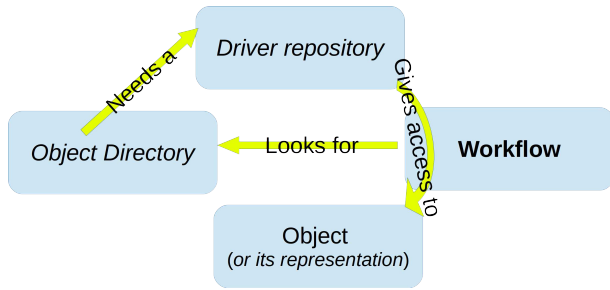 Driver repository
Needs a
Gives access to
Object Directory
Looks for
Workflow
Object
(or its representation)